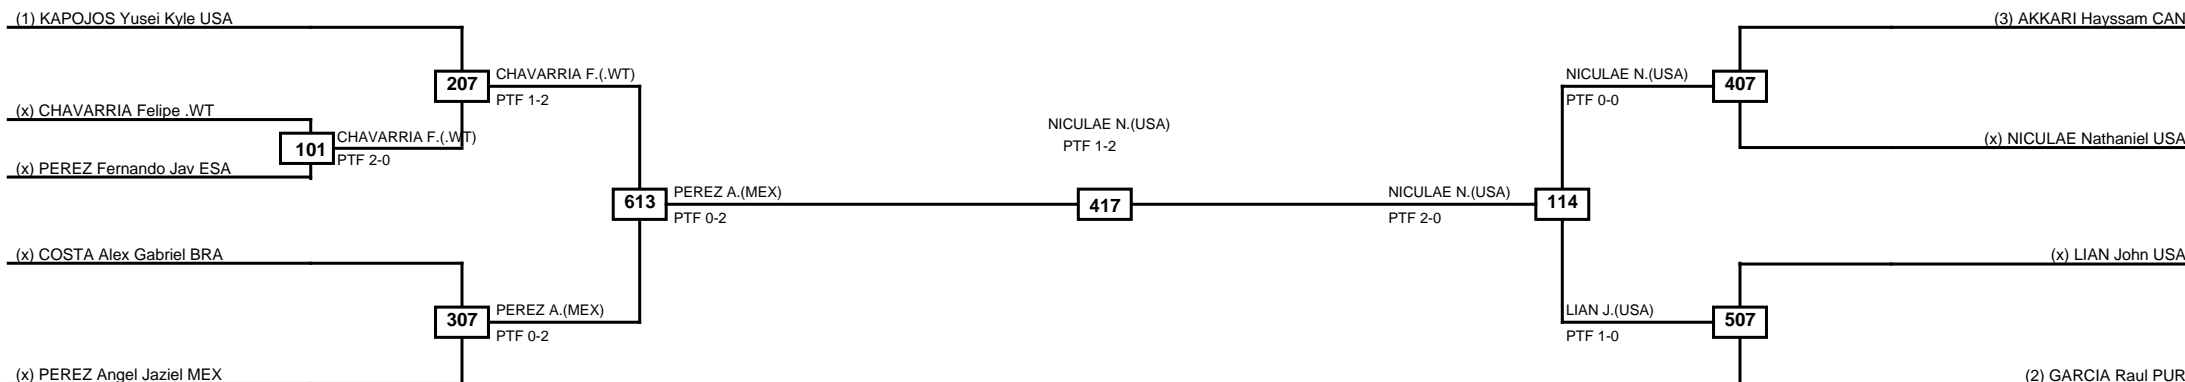 (1) KAPOJOS Yusei Kyle USA
(3) AKKARI Hayssam CAN
207
CHAVARRIA F.(.WT)
PTF 1-2
NICULAE N.(USA)
PTF 0-0
407
(x) CHAVARRIA Felipe .WT
101
CHAVARRIA F.(.WT)
PTF 2-0
(x) PEREZ Fernando Jav ESA
NICULAE N.(USA)
PTF 1-2
(x) NICULAE Nathaniel USA
613
PEREZ A.(MEX)
PTF 0-2
417
NICULAE N.(USA)
PTF 2-0
114
(x) COSTA Alex Gabriel BRA
(x) LIAN John USA
307
PEREZ A.(MEX)
PTF 0-2
LIAN J.(USA)
PTF 1-0
507
(x) PEREZ Angel Jaziel MEX
(2) GARCIA Raul PUR